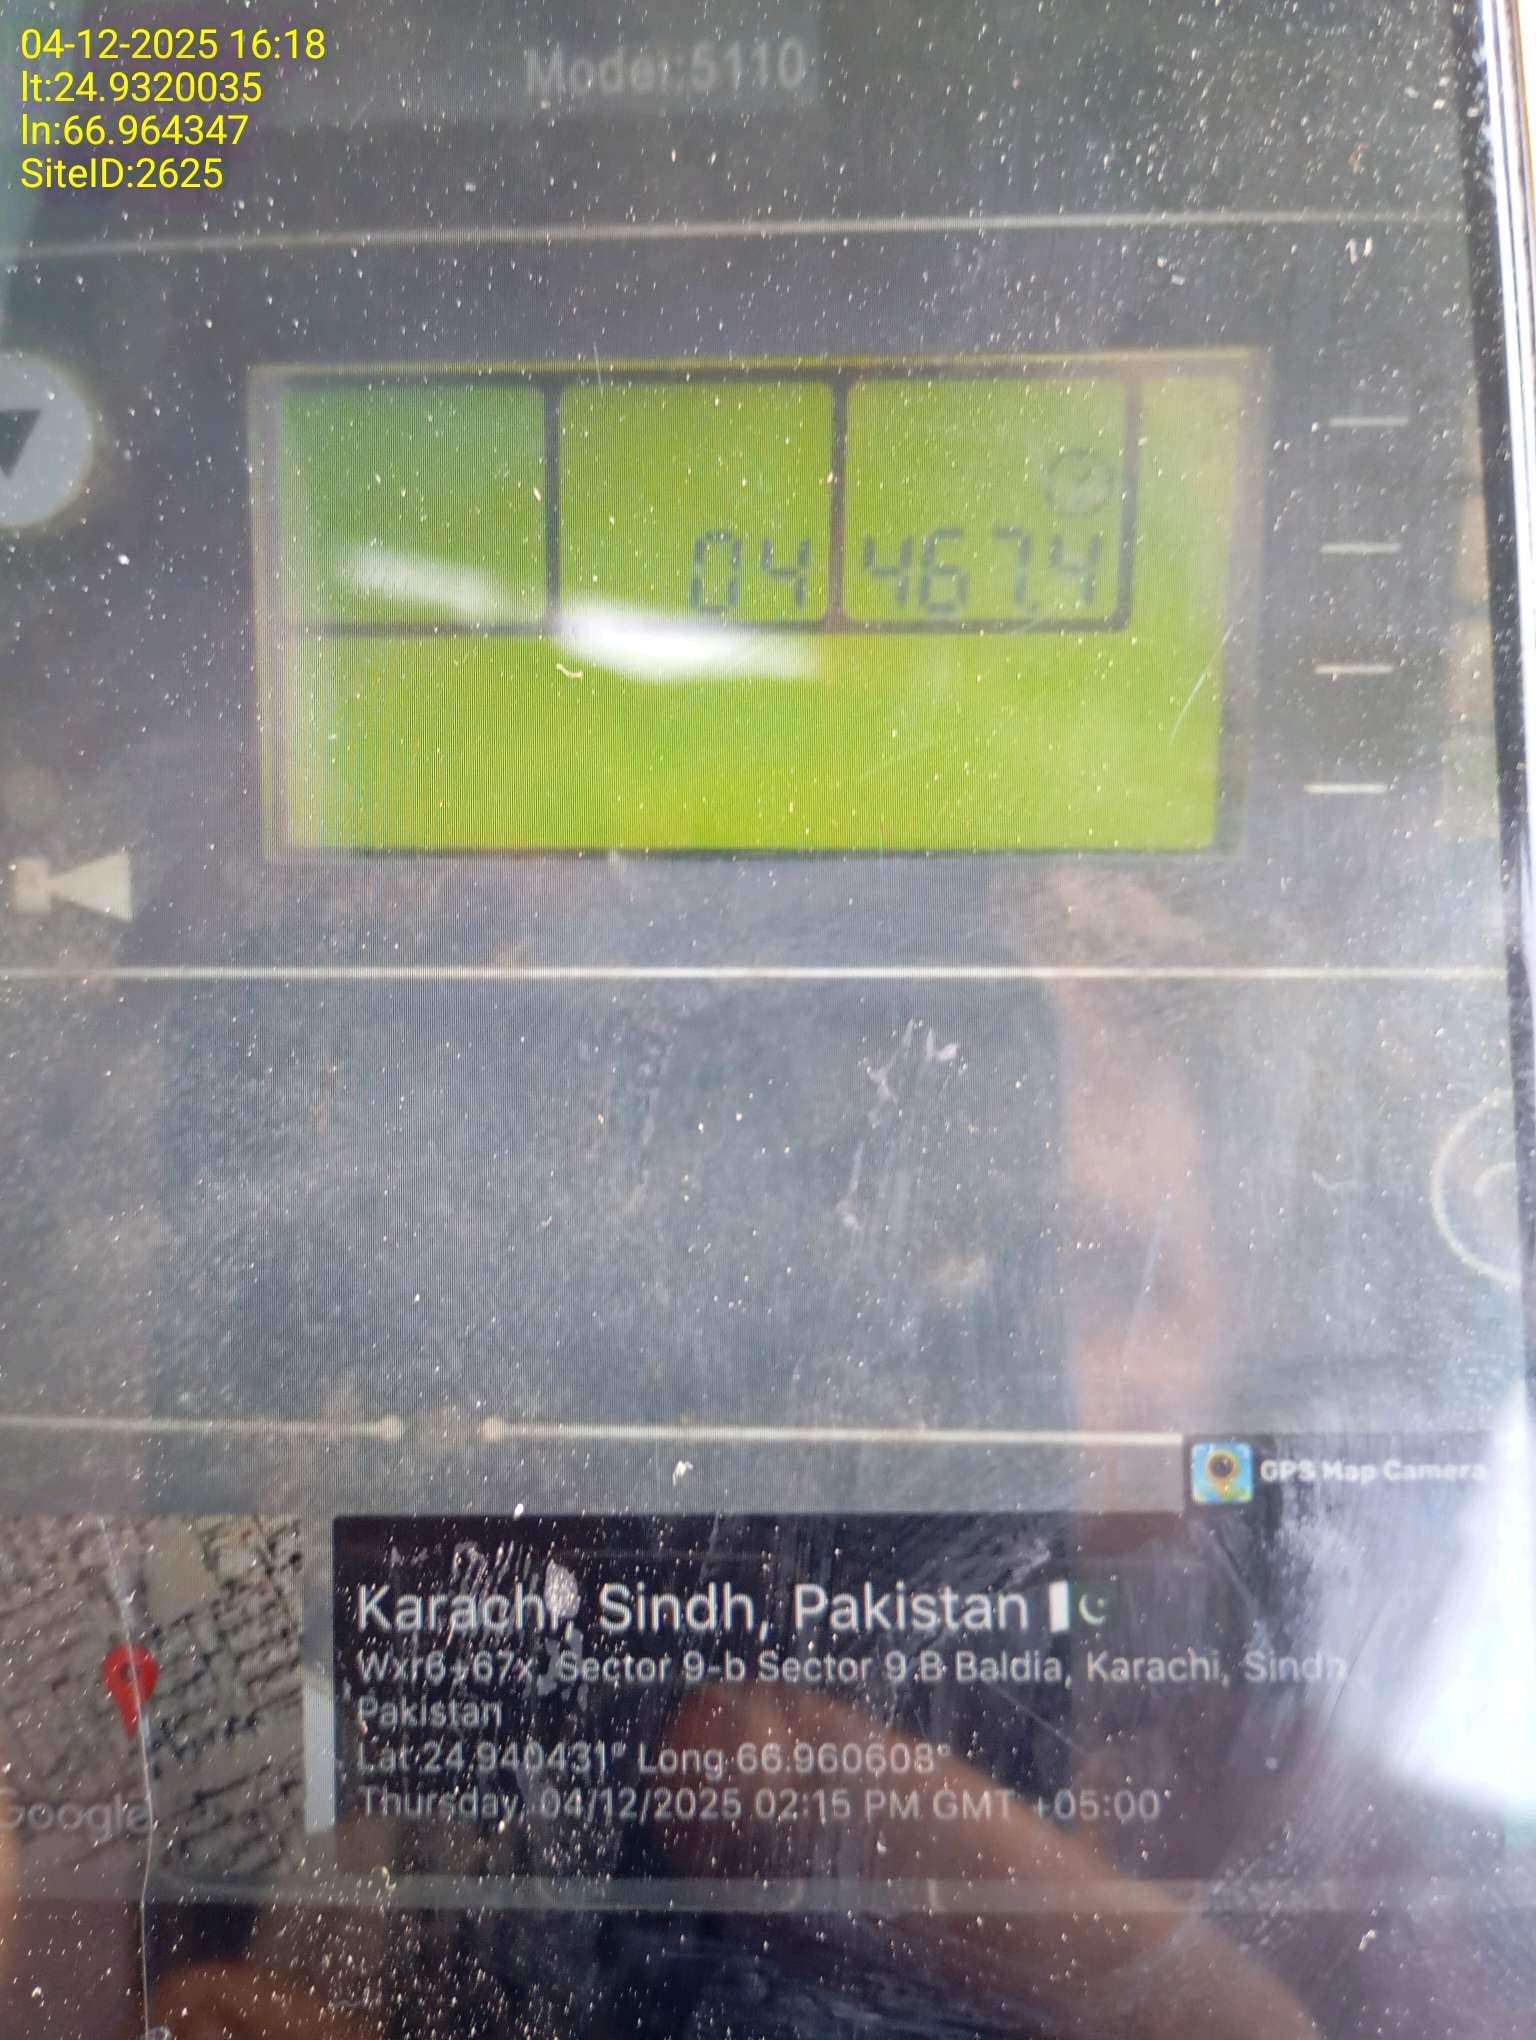 04-12-2025 16:18
lt:24.9320035
ln:66.964347
SiteID:2625
Model:5110
04 467.4
GPS Map Camera
Karachi, Sindh, Pakistan
Wxr6+67x, Sector 9-b Sector 9 B Baldia, Karachi, Sindh,
Pakistan
Lat 24.940431° Long 66.960608°
Thursday, 04/12/2025 02:15 PM GMT +05:00
Google